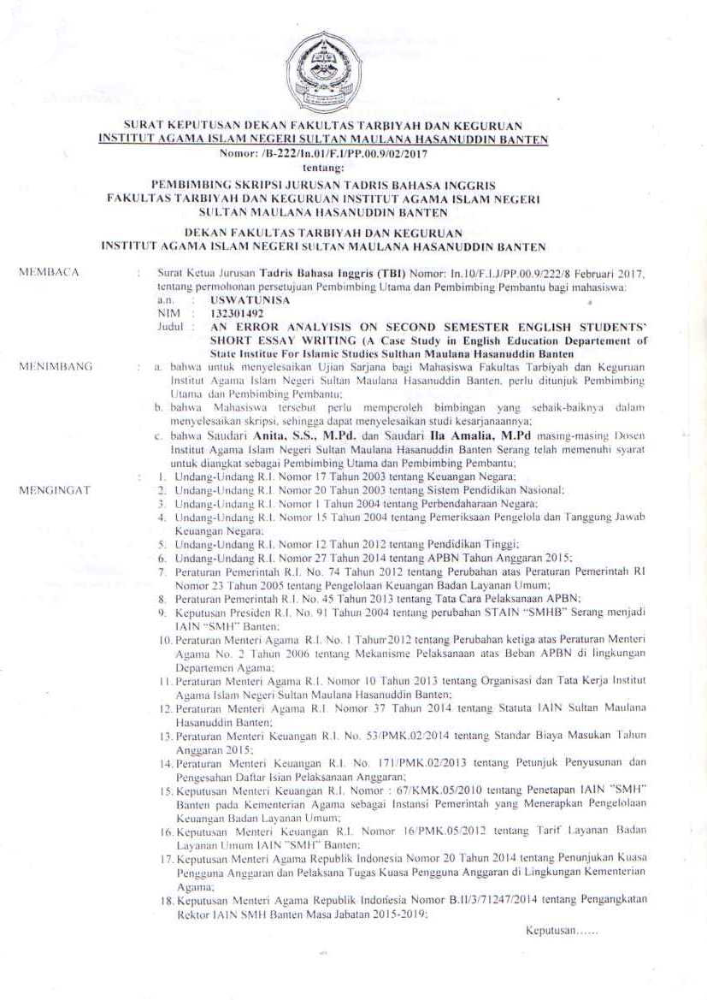 SURAT KEPUTUSAN DEKAN FAKULTAS TARBIYAH DAN KEGURUAN
INSTITUT AGAMA ISLAM NEGERI SULTAN MAULANA HASANUDDIN BANTEN
Nomor: /B-222/In.01/F.I/PP.00.9/02/2017
tentang:
PEMBIMBING SKRIPSI JURUSAN TADRIS BAHASA INGGRIS
FAKULTAS TARBIYAH DAN KEGURUAN INSTITUT AGAMA ISLAM NEGERI
SULTAN MAULANA HASANUDDIN BANTEN
DEKAN FAKULTAS TARBIYAH DAN KEGURUAN
INSTITUT AGAMA ISLAM NEGERI SULTAN MAULANA HASANUDDIN BANTEN
MEMBACA : Surat Ketua Jurusan Tadris Bahasa Inggris (TBI) Nomor: In.10/F.I.J/PP.00.9/222/8 Februari 2017,
tentang permohonan persetujuan Pembimbing Utama dan Pembimbing Pembantu bagi mahasiswa:
a.n. : USWATUNISA
NIM : 132301492
Judul : AN ERROR ANALYISIS ON SECOND SEMESTER ENGLISH STUDENTS'
SHORT ESSAY WRITING (A Case Study in English Education Departement of
State Institue For Islamic Studies Sulthan Maulana Hasanuddin Banten
MENIMBANG : a. bahwa untuk menyelesaikan Ujian Sarjana bagi Mahasiswa Fakultas Tarbiyah dan Keguruan
Institut Agama Islam Negeri Sultan Maulana Hasanuddin Banten, perlu ditunjuk Pembimbing
Utama dan Pembimbing Pembantu;
b. bahwa Mahasiswa tersebut perlu memperoleh bimbingan yang sebaik-baiknya dalam
menyelesaikan skripsi, sehingga dapat menyelesaikan studi kesarjanaannya;
c. bahwa Saudari Anita, S.S., M.Pd. dan Saudari Ila Amalia, M.Pd masing-masing Dosen
Institut Agama Islam Negeri Sultan Maulana Hasanuddin Banten Serang telah memenuhi syarat
untuk diangkat sebagai Pembimbing Utama dan Pembimbing Pembantu;
: 1. Undang-Undang R.I. Nomor 17 Tahun 2003 tentang Keuangan Negara;
MENGINGAT 2. Undang-Undang R.I. Nomor 20 Tahun 2003 tentang Sistem Pendidikan Nasional;
3. Undang-Undang R.I. Nomor 1 Tahun 2004 tentang Perbendaharaan Negara;
4. Undang-Undang R.I. Nomor 15 Tahun 2004 tentang Pemeriksaan Pengelola dan Tanggung Jawab
Keuangan Negara;
5. Undang-Undang R.I. Nomor 12 Tahun 2012 tentang Pendidikan Tinggi;
6. Undang-Undang R.I. Nomor 27 Tahun 2014 tentang APBN Tahun Anggaran 2015;
7. Peraturan Pemerintah R.I. No. 74 Tahun 2012 tentang Perubahan atas Peraturan Pemerintah RI
Nomor 23 Tahun 2005 tentang Pengelolaan Keuangan Badan Layanan Umum;
8. Peraturan Pemerintah R.I. No. 45 Tahun 2013 tentang Tata Cara Pelaksanaan APBN;
9. Keputusan Presiden R.I. No. 91 Tahun 2004 tentang perubahan STAIN "SMHB" Serang menjadi
IAIN "SMH" Banten;
10. Peraturan Menteri Agama R.I. No. 1 Tahun 2012 tentang Perubahan ketiga atas Peraturan Menteri
Agama No. 2 Tahun 2006 tentang Mekanisme Pelaksanaan atas Beban APBN di lingkungan
Departemen Agama;
11. Peraturan Menteri Agama R.I. Nomor 10 Tahun 2013 tentang Organisasi dan Tata Kerja Institut
Agama Islam Negeri Sultan Maulana Hasanuddin Banten;
12. Peraturan Menteri Agama R.I. Nomor 37 Tahun 2014 tentang Statuta IAIN Sultan Maulana
Hasanuddin Banten;
13. Peraturan Menteri Keuangan R.I. No. 53/PMK.02/2014 tentang Standar Biaya Masukan Tahun
Anggaran 2015;
14. Peraturan Menteri Keuangan R.I. No. 171/PMK.02/2013 tentang Petunjuk Penyusunan dan
Pengesahan Daftar Isian Pelaksanaan Anggaran;
15. Keputusan Menteri Keuangan R.I. Nomor : 67/KMK.05/2010 tentang Penetapan IAIN "SMH"
Banten pada Kementerian Agama sebagai Instansi Pemerintah yang Menerapkan Pengelolaan
Keuangan Badan Layanan Umum;
16. Keputusan Menteri Keuangan R.I. Nomor 16/PMK.05/2012 tentang Tarif Layanan Badan
Layanan Umum IAIN "SMH" Banten;
17. Keputusan Menteri Agama Republik Indonesia Nomor 20 Tahun 2014 tentang Penunjukan Kuasa
Pengguna Anggaran dan Pelaksana Tugas Kuasa Pengguna Anggaran di Lingkungan Kementerian
Agama;
18. Keputusan Menteri Agama Republik Indonesia Nomor B.II/3/71247/2014 tentang Pengangkatan
Rektor IAIN SMH Banten Masa Jabatan 2015-2019;
Keputusan......